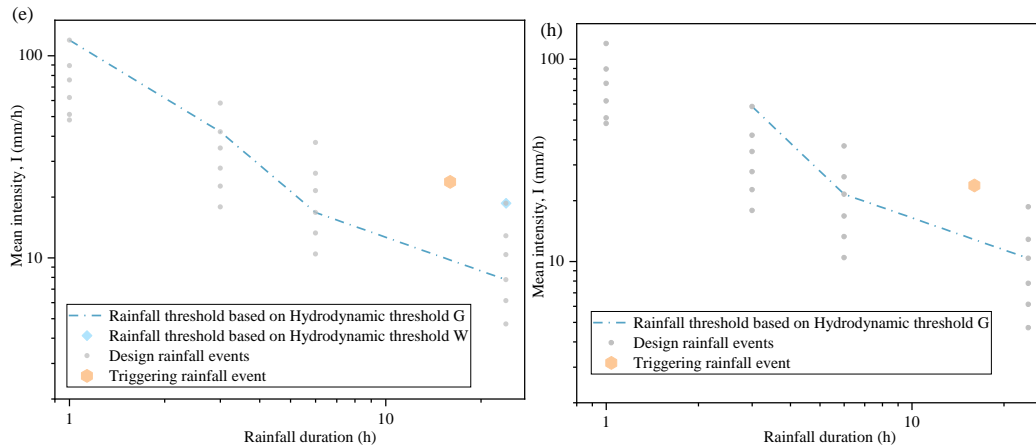 (e)
100
10
1
10
Mean intensity, I (mm/h)
Rainfall duration (h)
Rainfall threshold based on Hydrodynamic threshold G
Rainfall threshold based on Hydrodynamic threshold W
Design rainfall events
Triggering rainfall event
(h)
100
10
1
10
Mean intensity, I (mm/h)
Rainfall duration (h)
Rainfall threshold based on Hydrodynamic threshold G
Design rainfall events
Triggering rainfall event